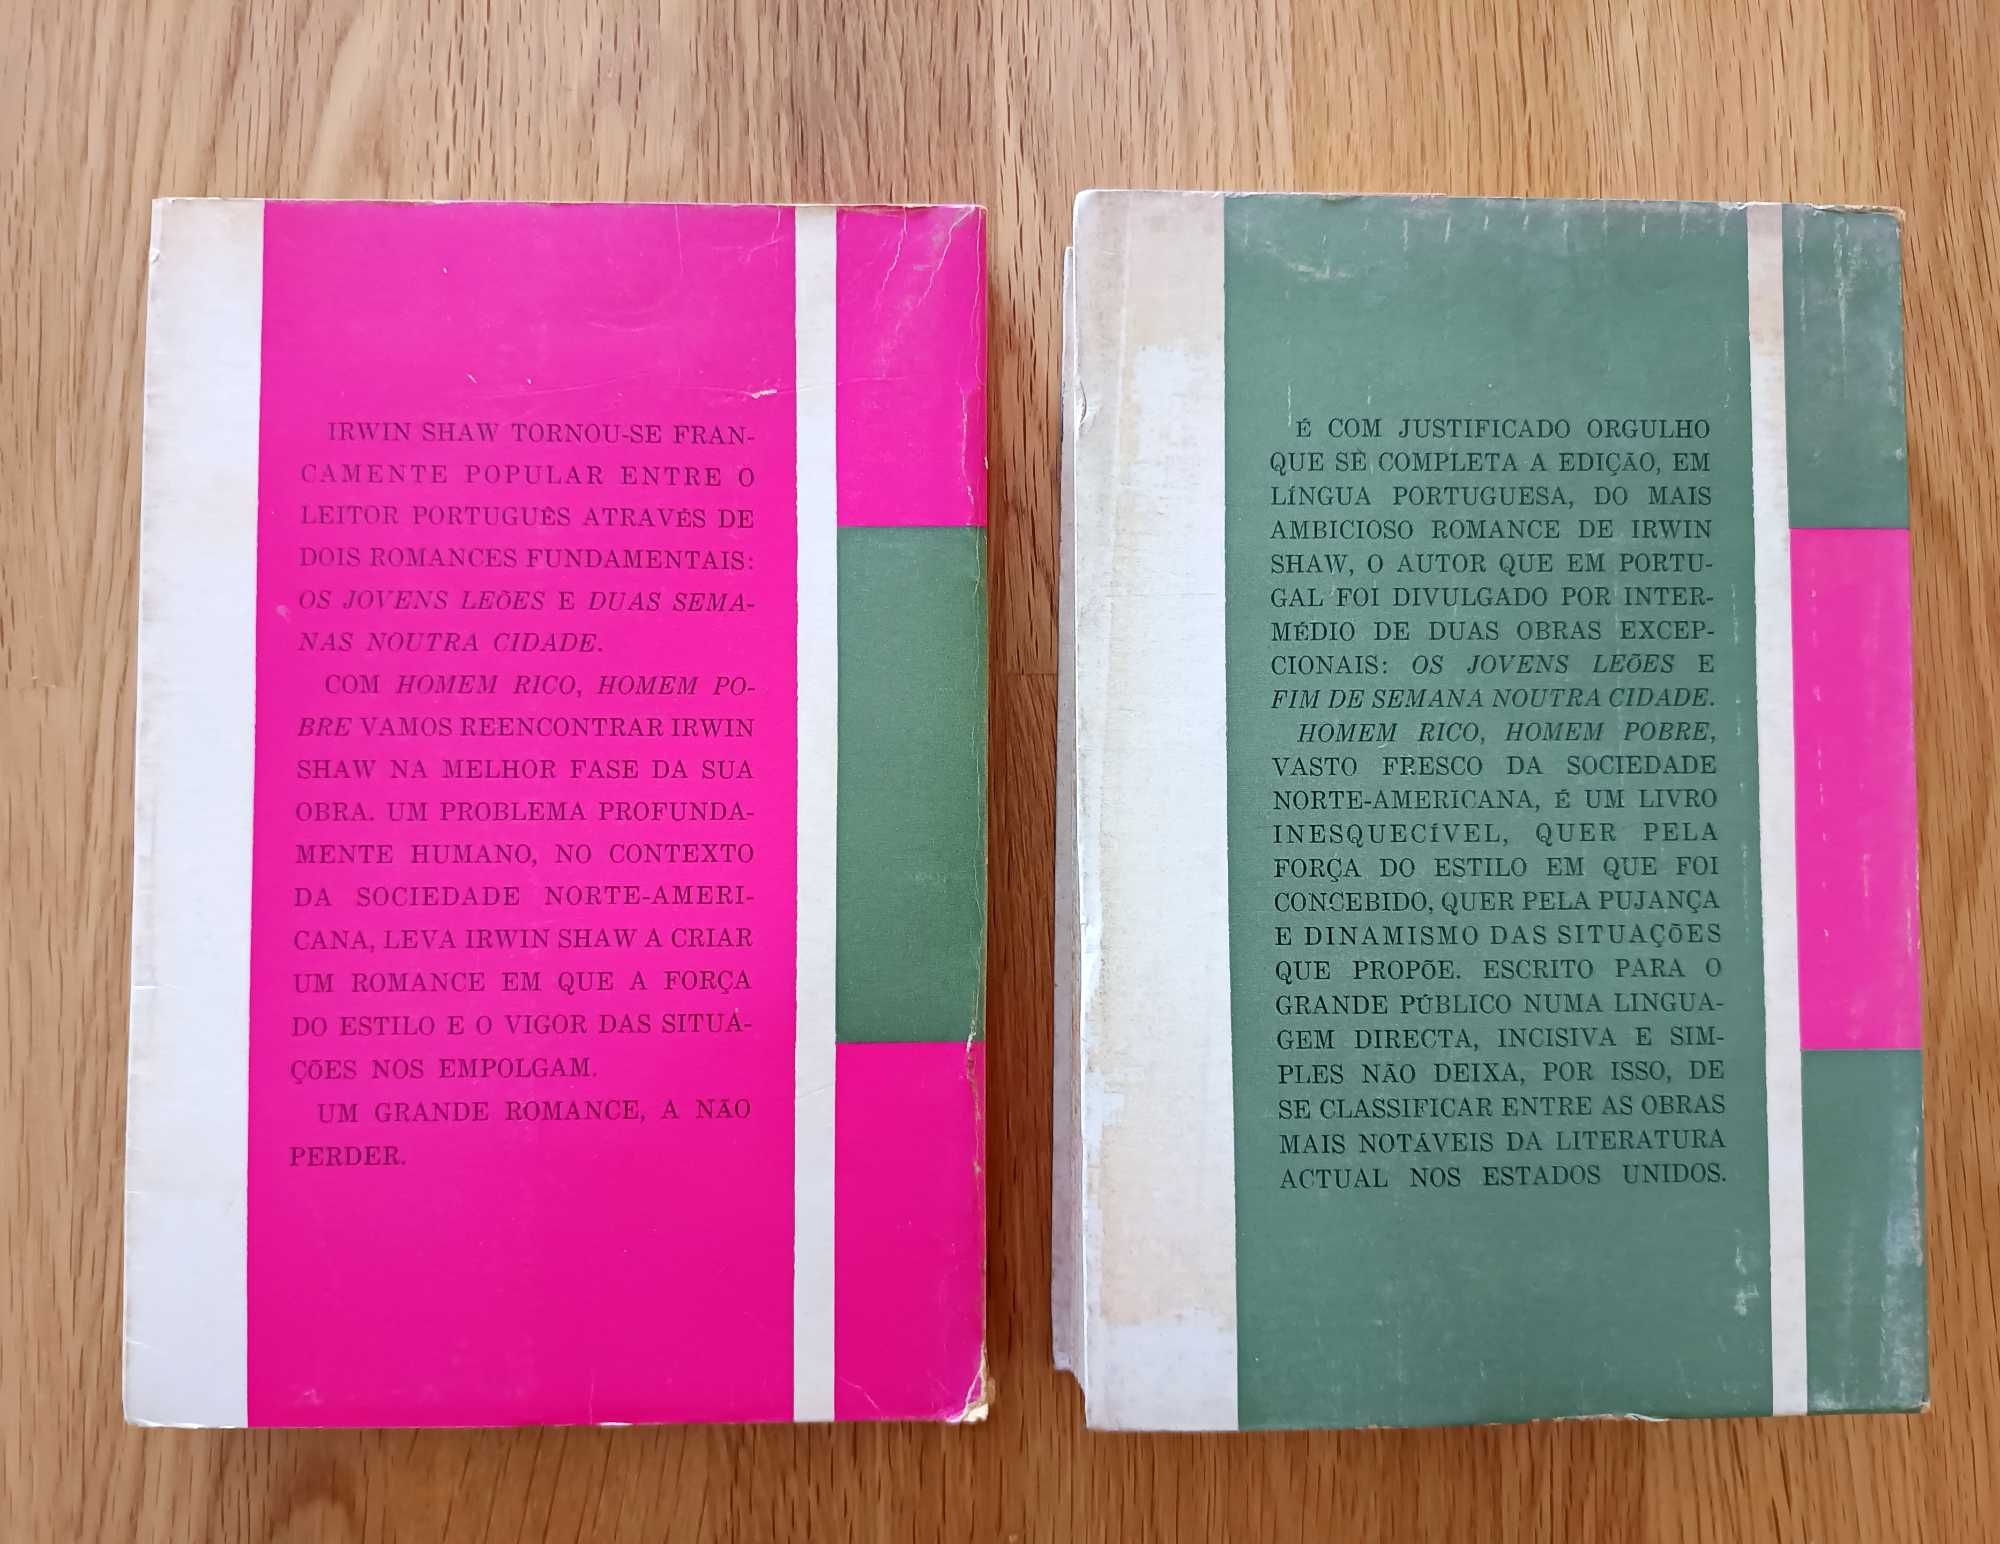 IRWIN SHAW TORNOU-SE FRAN-
CAMENTE POPULAR ENTRE O
LEITOR PORTUGUÊS ATRAVÉS DE
DOIS ROMANCES FUNDAMENTAIS:
OS JOVENS LEÕES E DUAS SEMA-
NAS NOUTRA CIDADE.
COM HOMEM RICO, HOMEM PO-
BRE VAMOS REENCONTRAR IRWIN
SHAW NA MELHOR FASE DA SUA
OBRA. UM PROBLEMA PROFUNDA-
MENTE HUMANO, NO CONTEXTO
DA SOCIEDADE NORTE-AMERI-
CANA, LEVA IRWIN SHAW A CRIAR
UM ROMANCE EM QUE A FORÇA
DO ESTILO E O VIGOR DAS SITUA-
ÇÕES NOS EMPOLGAM.
UM GRANDE ROMANCE, A NÃO
PERDER.
É COM JUSTIFICADO ORGULHO
QUE SE COMPLETA A EDIÇÃO, EM
LÍNGUA PORTUGUESA, DO MAIS
AMBICIOSO ROMANCE DE IRWIN
SHAW, O AUTOR QUE EM PORTU-
GAL FOI DIVULGADO POR INTER-
MÉDIO DE DUAS OBRAS EXCEP-
CIONAIS: OS JOVENS LEÕES E
FIM DE SEMANA NOUTRA CIDADE.
HOMEM RICO, HOMEM POBRE,
VASTO FRESCO DA SOCIEDADE
NORTE-AMERICANA, É UM LIVRO
INESQUECÍVEL, QUER PELA
FORÇA DO ESTILO EM QUE FOI
CONCEBIDO, QUER PELA PUJANÇA
E DINAMISMO DAS SITUAÇÕES
QUE PROPÕE. ESCRITO PARA O
GRANDE PÚBLICO NUMA LINGUA-
GEM DIRECTA, INCISIVA E SIM-
PLES NÃO DEIXA, POR ISSO, DE
SE CLASSIFICAR ENTRE AS OBRAS
MAIS NOTÁVEIS DA LITERATURA
ACTUAL NOS ESTADOS UNIDOS.